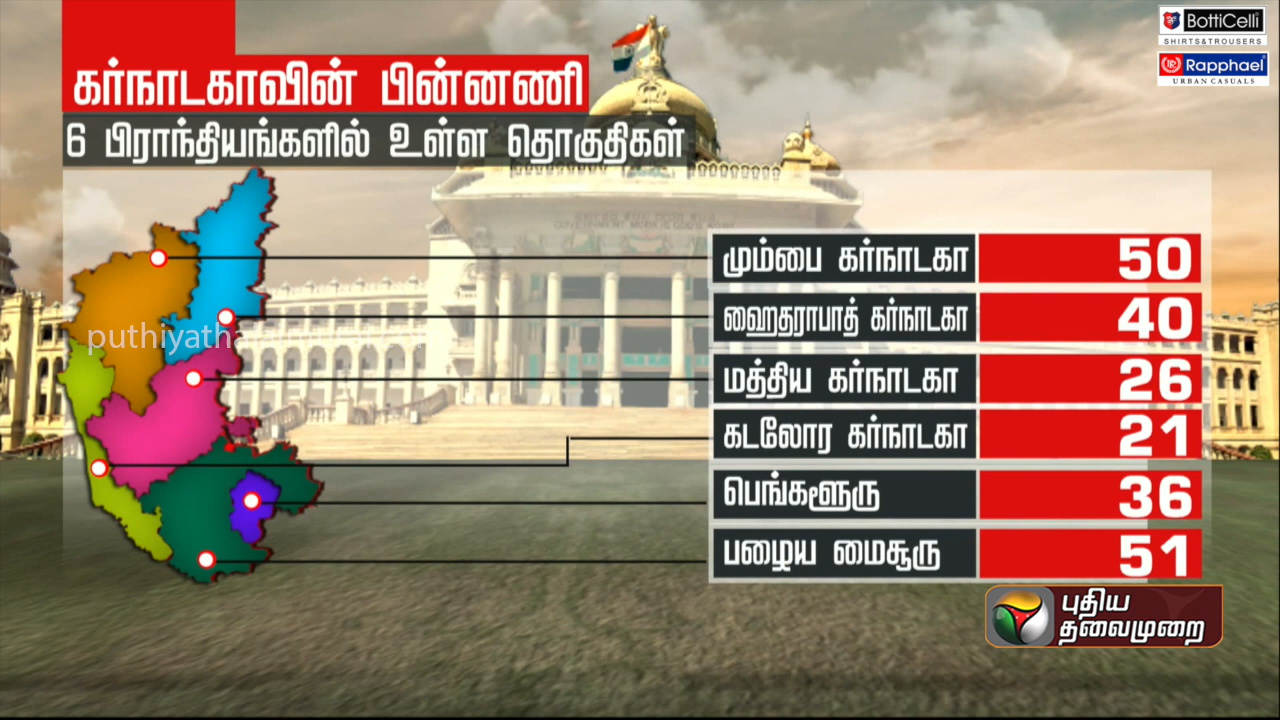 BottiCelli
SHIRTS&TROUSERS
Rapphael
URBAN CASUALS
கர்நாடகாவின் பின்னணி
6 பிராந்தியங்களில் உள்ள தொகுதிகள்
மும்பை கர்நாடகா 50
ஹைதராபாத் கர்நாடகா 40
மத்திய கர்நாடகா 26
கடலோர கர்நாடகா 21
பெங்களூரு 36
பழைய மைசூரு 51
புதிய
தலைமுறை